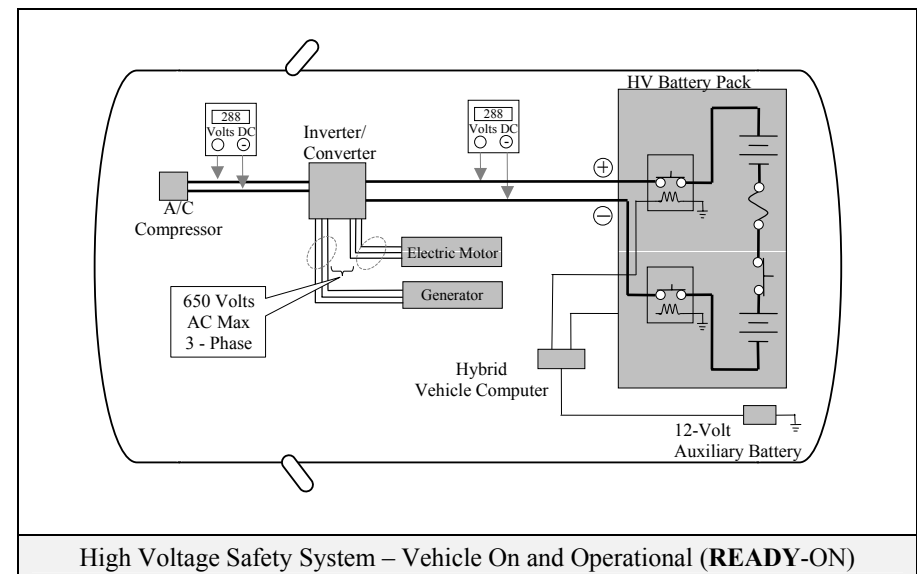 HV Battery Pack
288
Volts DC
-
288
Volts DC
-
Inverter/
Converter
+
A/C
Compressor
−
Electric Motor
Generator
650 Volts
AC Max
3 - Phase
Hybrid
Vehicle Computer
12-Volt
Auxiliary Battery
High Voltage Safety System – Vehicle On and Operational (READY-ON)